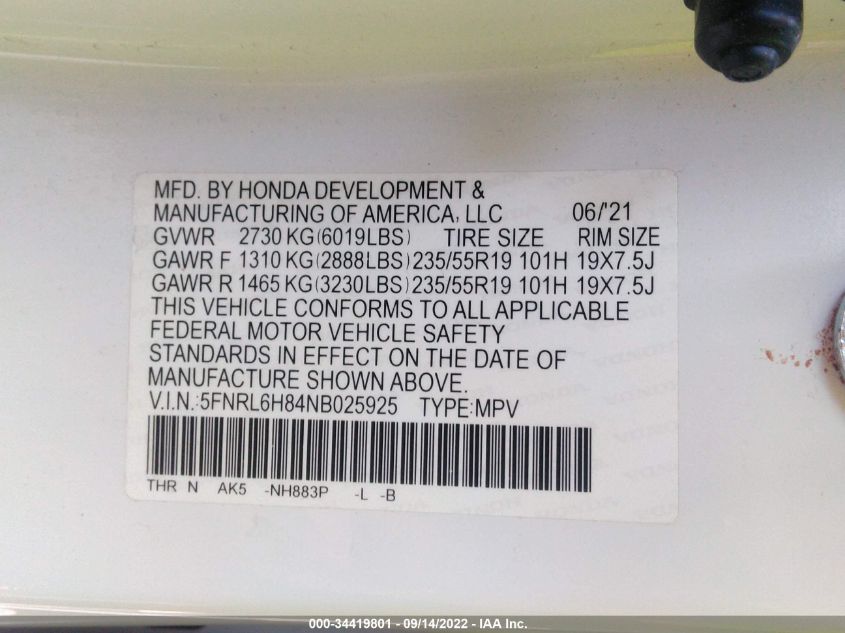 MFD. BY HONDA DEVELOPMENT &
MANUFACTURING OF AMERICA, LLC 06/'21
GVWR 2730 KG(6019LBS) TIRE SIZE RIM SIZE
GAWR F 1310 KG(2888LBS) 235/55R19 101H 19X7.5J
GAWR R 1465 KG(3230LBS) 235/55R19 101H 19X7.5J
THIS VEHICLE CONFORMS TO ALL APPLICABLE
FEDERAL MOTOR VEHICLE SAFETY
STANDARDS IN EFFECT ON THE DATE OF
MANUFACTURE SHOWN ABOVE.
V.I.N.:5FNRL6H84NB025925 TYPE:MPV
THR N AK5 -NH883P -L -B
000-34419801 - 09/14/2022 - IAA Inc.